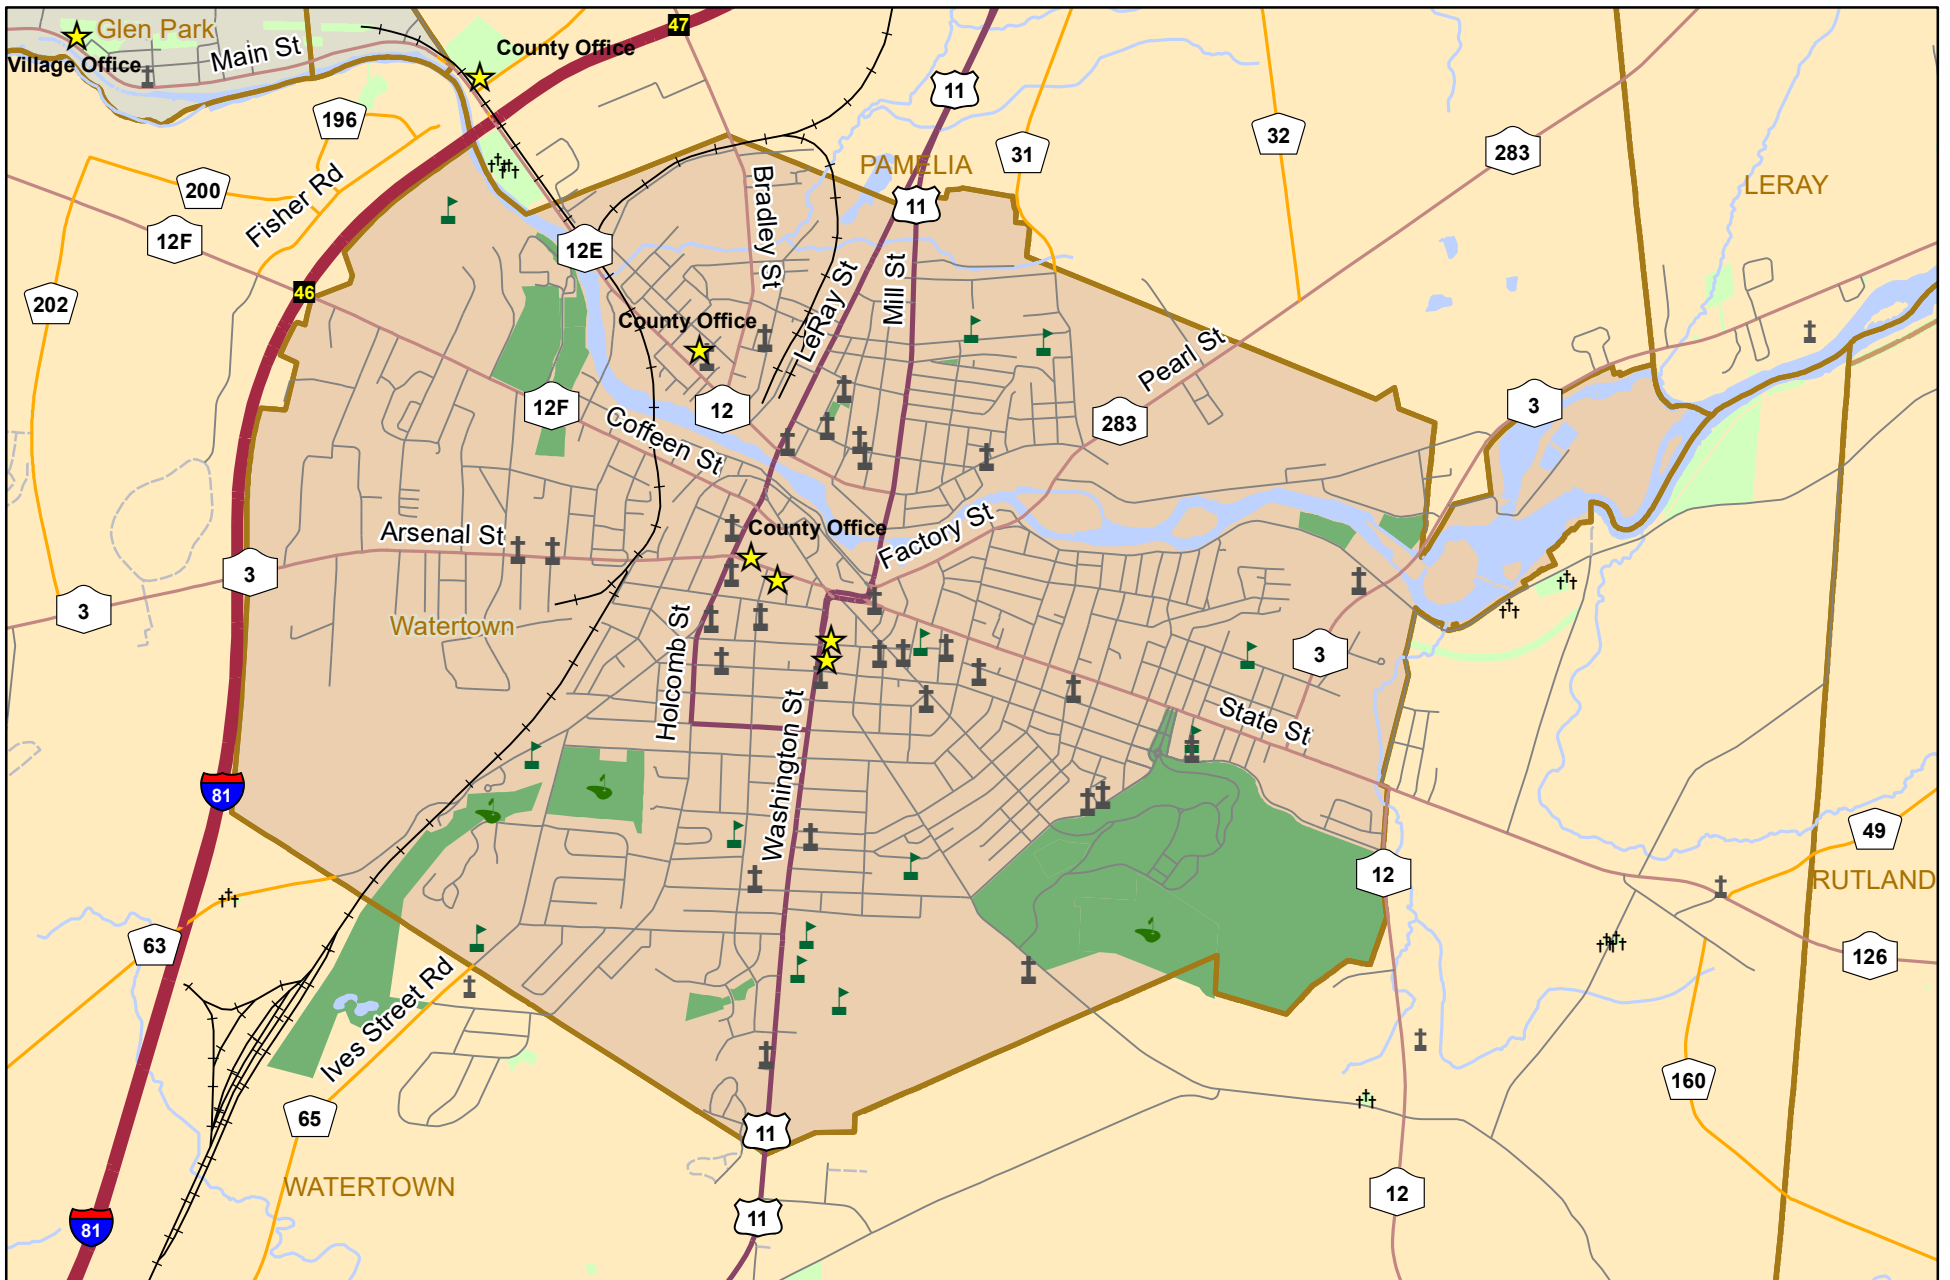 Glen Park
Main St
Village Office
County Office
47
11
196
31
32
283
PAMELIA
LERAY
200
Fisher Rd
12F
12E
Bradley St
11
202
46
LeRay St
Mill St
County Office
Pearl St
12F
12
283
3
Coffeen St
Arsenal St
County Office
Factory St
3
3
Watertown
Holcomb St
3
Washington St
State St
81
49
12
RUTLAND
63
126
Ives Street Rd
160
65
11
WATERTOWN
12
11
81